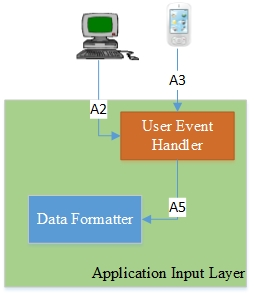 A2
A3
User Event
Handler
A5
Data Formatter
Application Input Layer